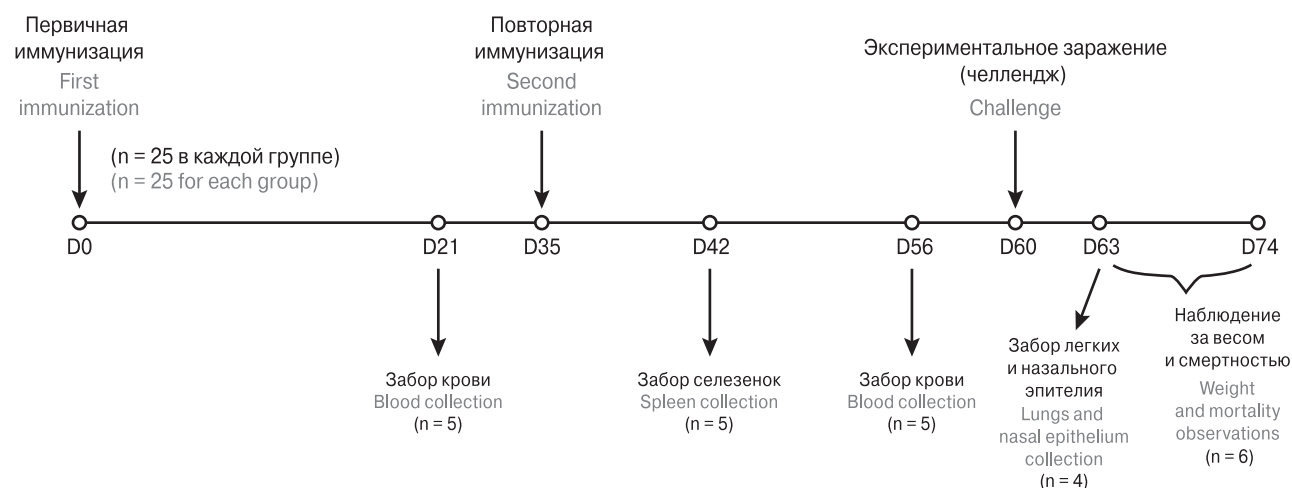 Первичная
иммунизация
First
immunization
Повторная
иммунизация
Second
immunization
Экспериментальное заражение
(челлендж)
Challenge
(n = 25 в каждой группе)
(n = 25 for each group)
D0
D21
D35
D42
D56
D60
D63
D74
Забор крови
Blood collection
(n = 5)
Забор селезенок
Spleen collection
(n = 5)
Забор крови
Blood collection
(n = 5)
Забор легких
и назального
эпителия
Lungs and
nasal epithelium
collection
(n = 4)
Наблюдение
за весом
и смертностью
Weight
and mortality
observations
(n = 6)